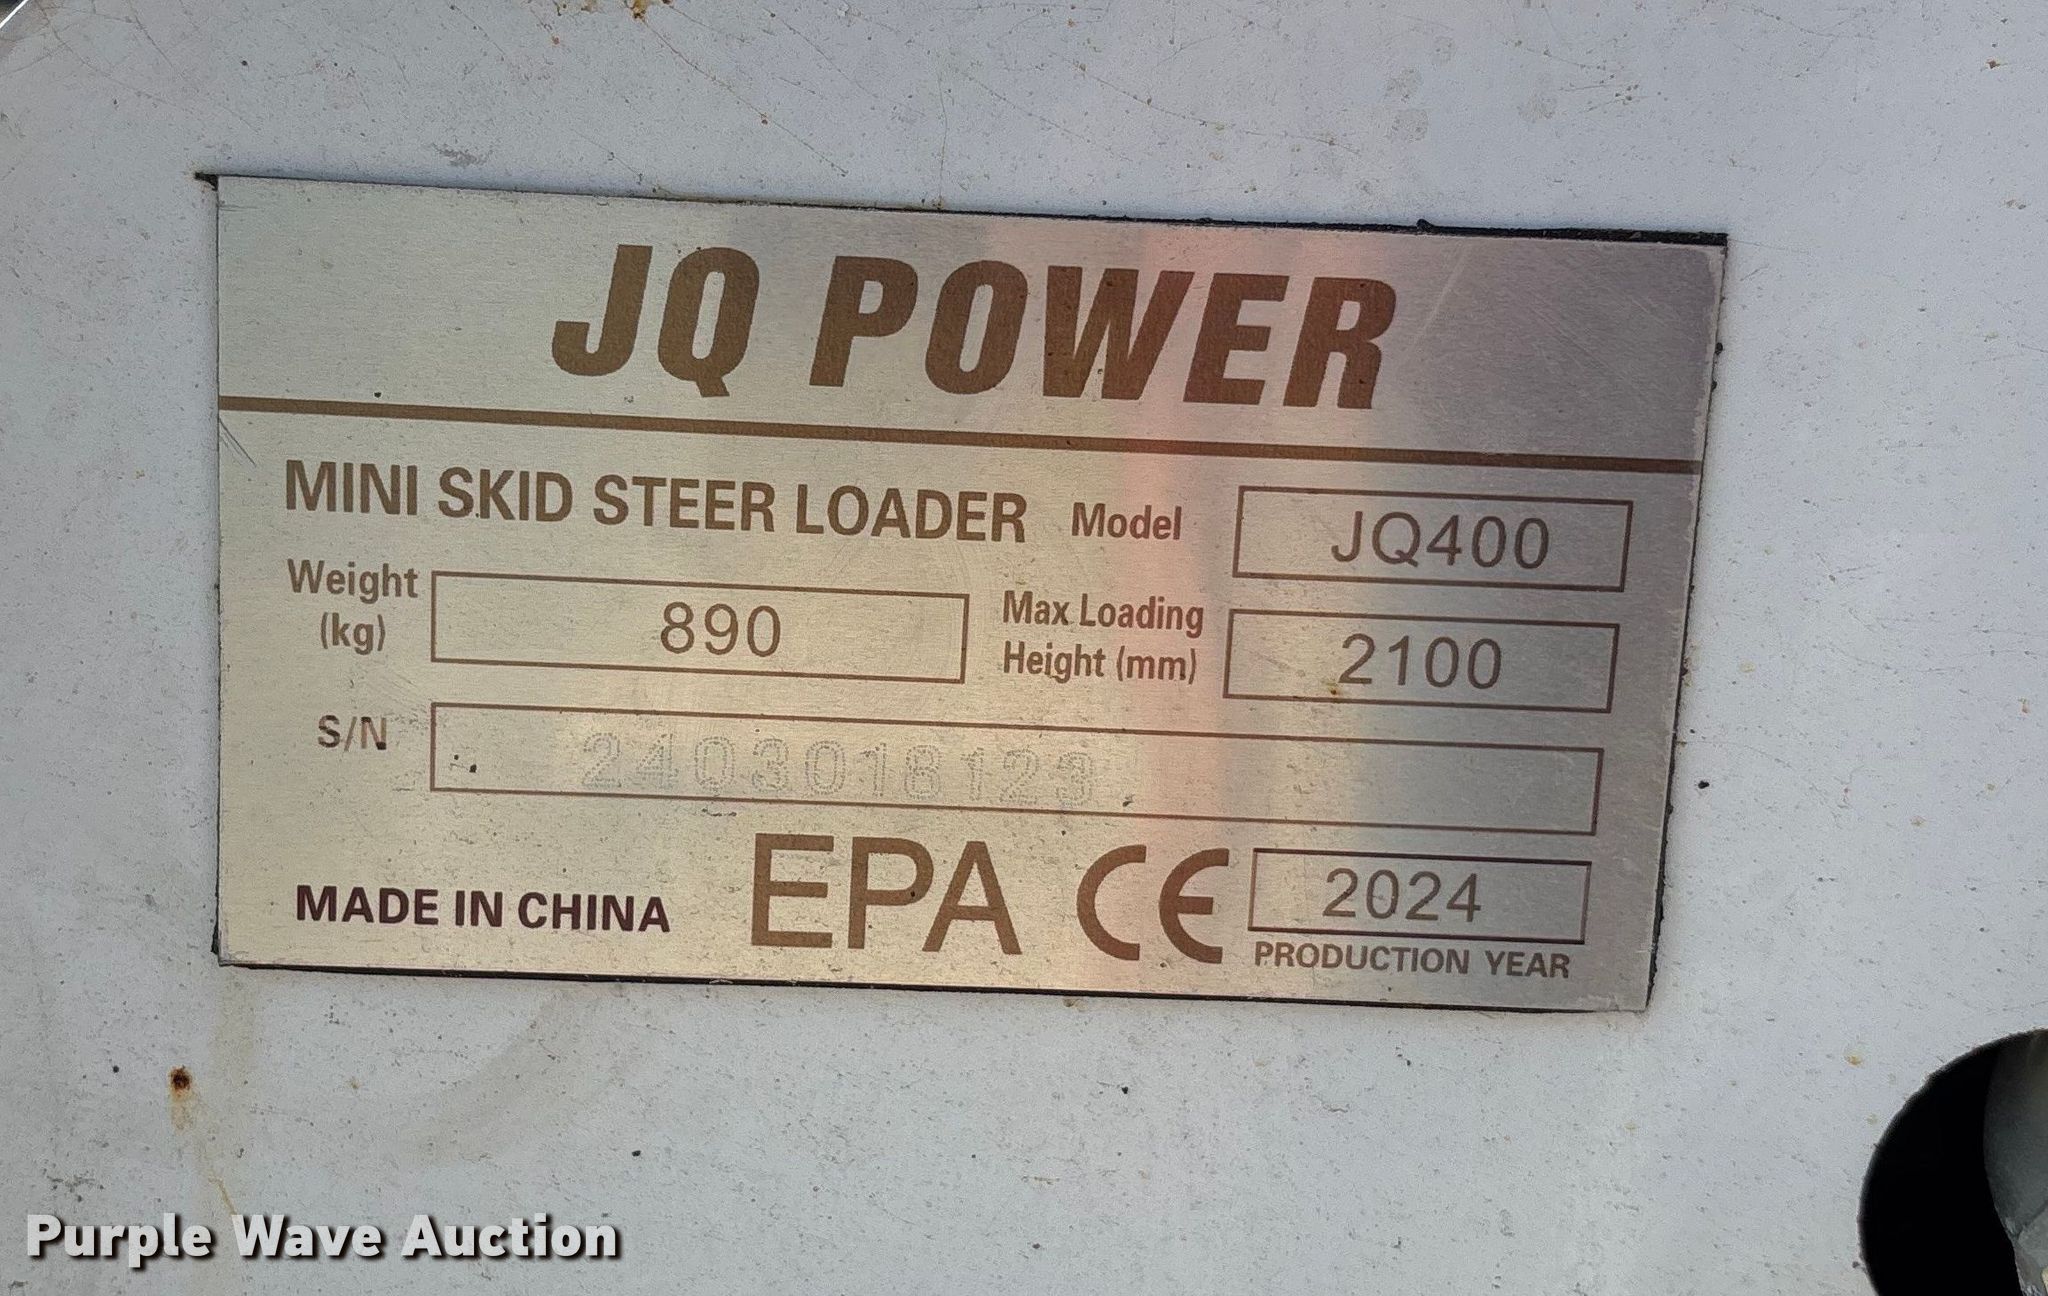 JQ POWER
MINI SKID STEER LOADER Model JQ400
Weight (kg) 890 Max Loading Height (mm) 2100
S/N 2403018123
MADE IN CHINA EPA CE 2024
PRODUCTION YEAR
Purple Wave Auction